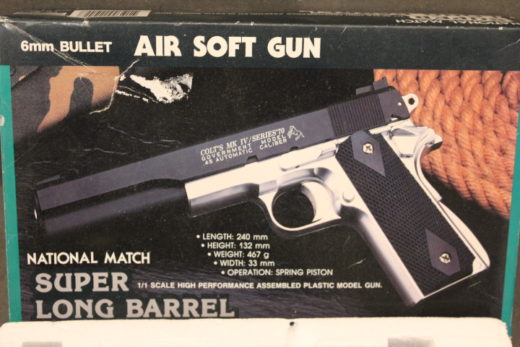 6mm BULLET AIR SOFT GUN
COLT'S MK IV/SERIES'70
GOVERNMENT MODEL
.45 AUTOMATIC CALIBER
• LENGTH: 240 mm
• HEIGHT: 132 mm
• WEIGHT: 467 g
• WIDTH: 33 mm
• OPERATION: SPRING PISTON
NATIONAL MATCH
1/1 SCALE HIGH PERFORMANCE ASSEMBLED PLASTIC MODEL GUN.
SUPER
LONG BARREL